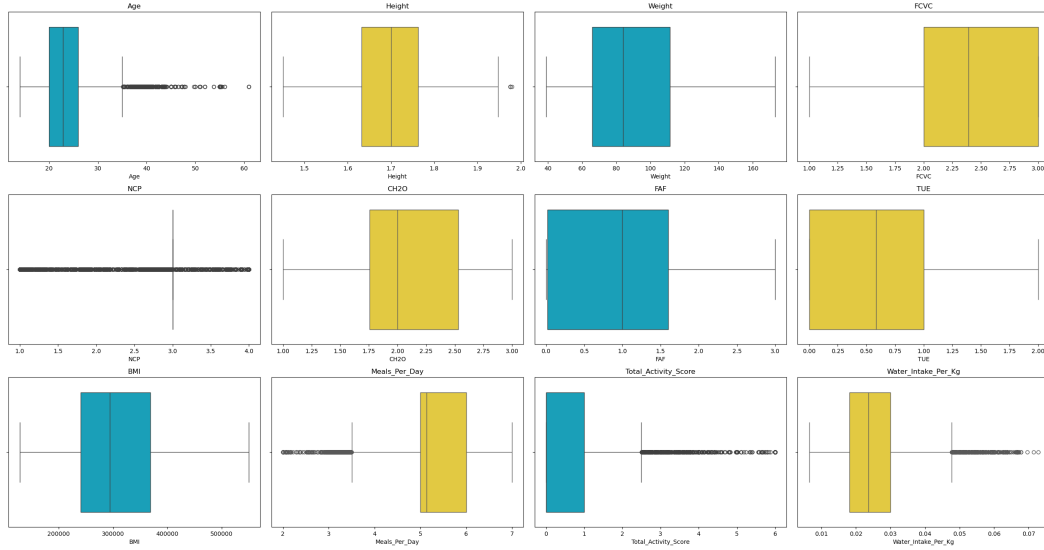 Age
Height
Weight
FCVC
20 30 40 50 60
1.5 1.6 1.7 1.8 1.9 2.0
40 60 80 100 120 140 160
1.00 1.25 1.50 1.75 2.00 2.25 2.50 2.75 3.00
Age
Height
Weight
FCVC
NCP
CH2O
FAF
TUE
1.0 1.5 2.0 2.5 3.0 3.5 4.0
1.00 1.25 1.50 1.75 2.00 2.25 2.50 2.75 3.00
0.0 0.5 1.0 1.5 2.0 2.5 3.0
0.00 0.25 0.50 0.75 1.00 1.25 1.50 1.75 2.00
NCP
CH2O
FAF
TUE
BMI
Meals_Per_Day
Total_Activity_Score
Water_Intake_Per_Kg
200000 300000 400000 500000
2 3 4 5 6 7
0 1 2 3 4 5 6
0.01 0.02 0.03 0.04 0.05 0.06 0.07
BMI
Meals_Per_Day
Total_Activity_Score
Water_Intake_Per_Kg